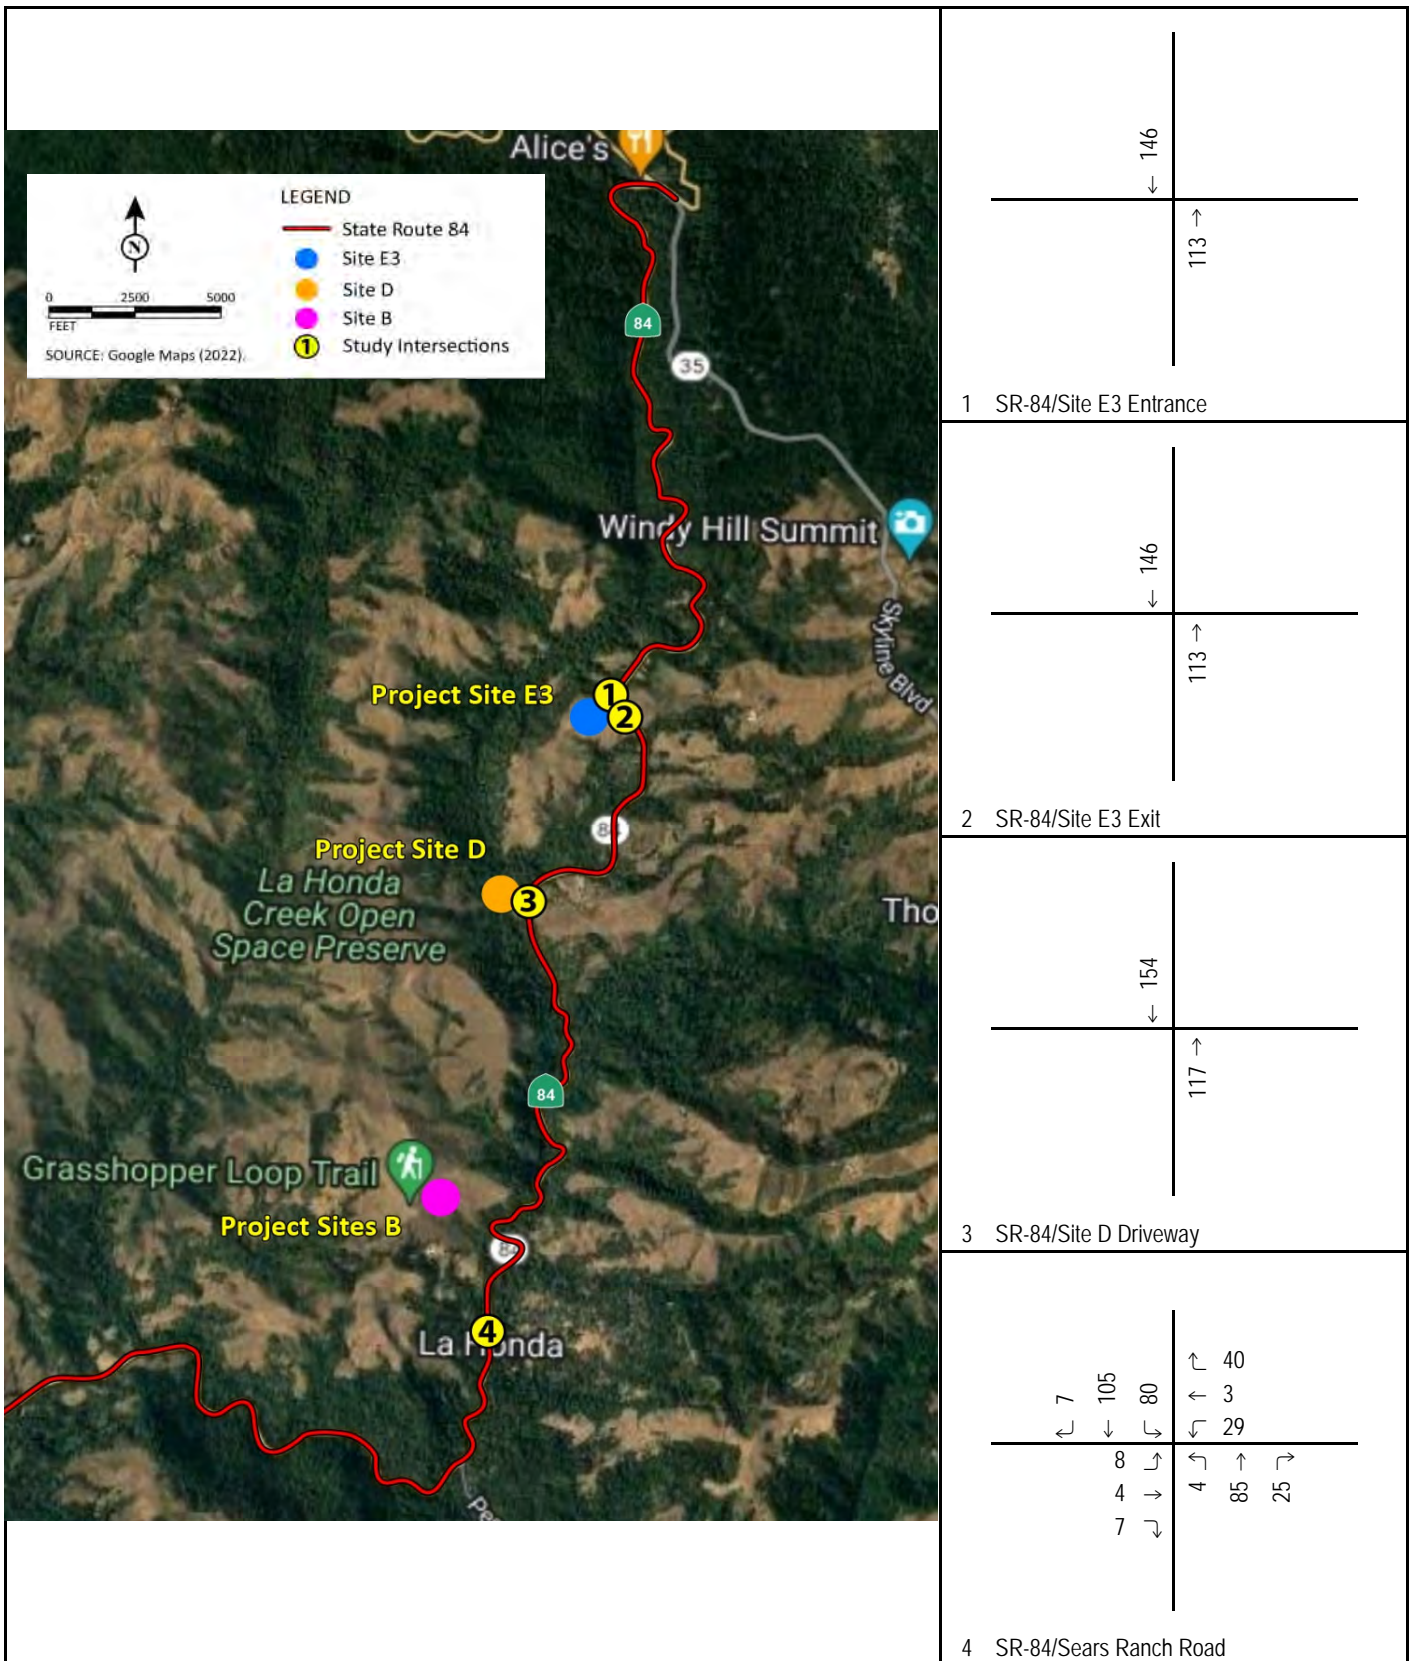 Alice's
LEGEND
State Route 84
Site E3
Site D
Site B
1 Study Intersections
N
0 2500 5000
FEET
SOURCE: Google Maps (2022).
84
35
Windy Hill Summit
Skyline Blvd
Project Site E3
1
2
84
Project Site D
La Honda
Creek Open
Space Preserve
3
Tho
84
Grasshopper Loop Trail
Project Sites B
84
4
La Honda
Pe
← 146
113 →
1 SR-84/Site E3 Entrance
← 146
113 →
2 SR-84/Site E3 Exit
← 154
117 →
3 SR-84/Site D Driveway
7 105 80
40
← 3
29
8
4 →
7
4 85 25
4 SR-84/Sears Ranch Road